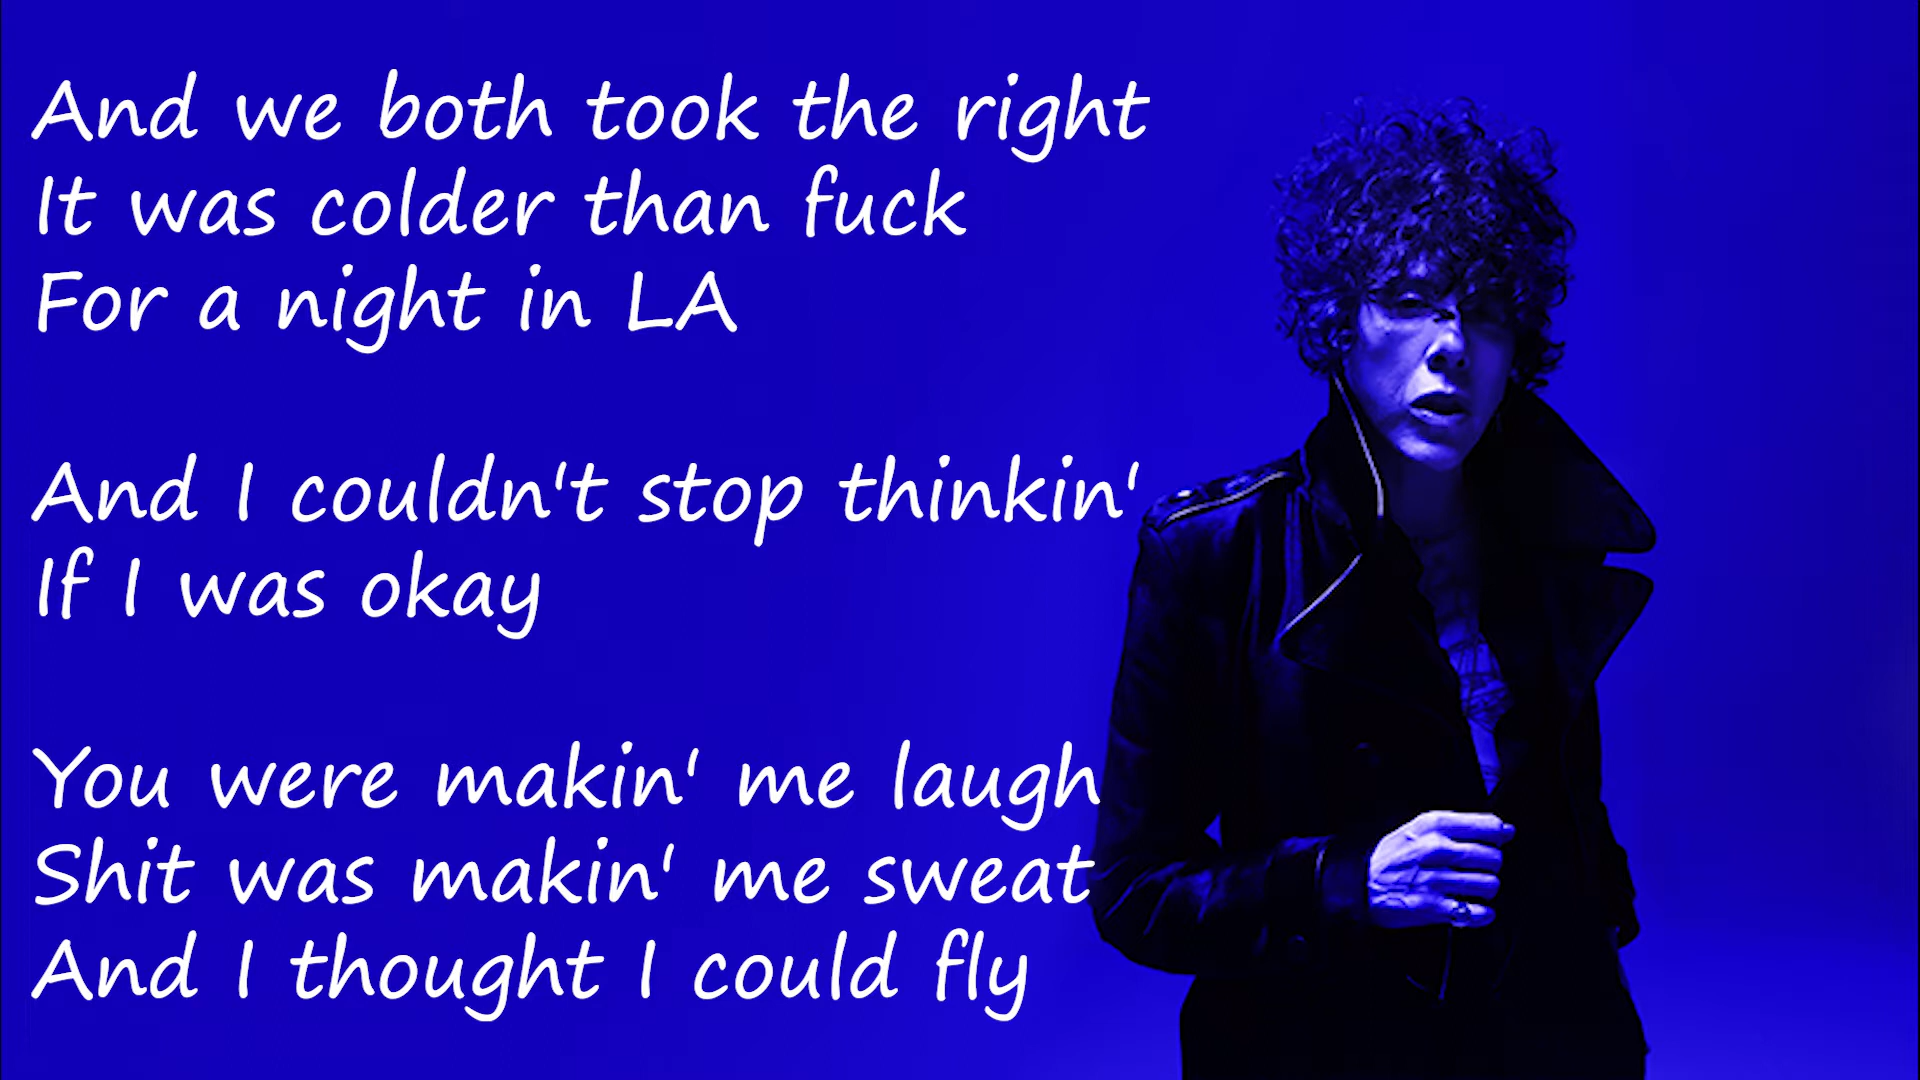 And we both took the right
It was colder than fuck
For a night in LA
And I couldn't stop thinkin'
If I was okay
You were makin' me laugh
Shit was makin' me sweat
And I thought I could fly